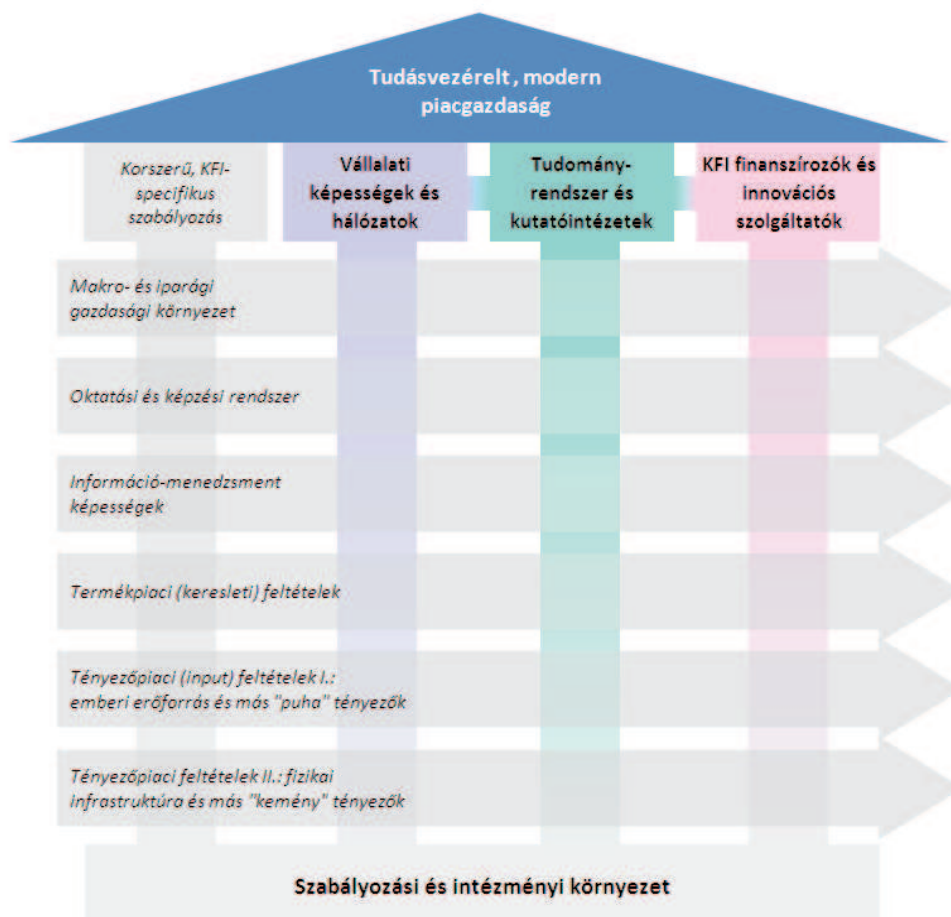 Tudásvezérelt, modern
piacgazdaság
Korszerű, KFI-
specifikus
szabályozás
Vállalati
képességek és
hálózatok
Tudomány-
rendszer és
kutatóintézetek
KFI finanszírozók és
innovációs
szolgáltatók
Makro- és iparági
gazdasági környezet
Oktatási és képzési rendszer
Információ-menedzsment
képességek
Termékpiaci (keresleti) feltételek
Tényezőpiaci (input) feltételek I.:
emberi erőforrás és más "puha" tényezők
Tényezőpiaci feltételek II.: fizikai
infrastruktúra és más "kemény" tényezők
Szabályozási és intézményi környezet